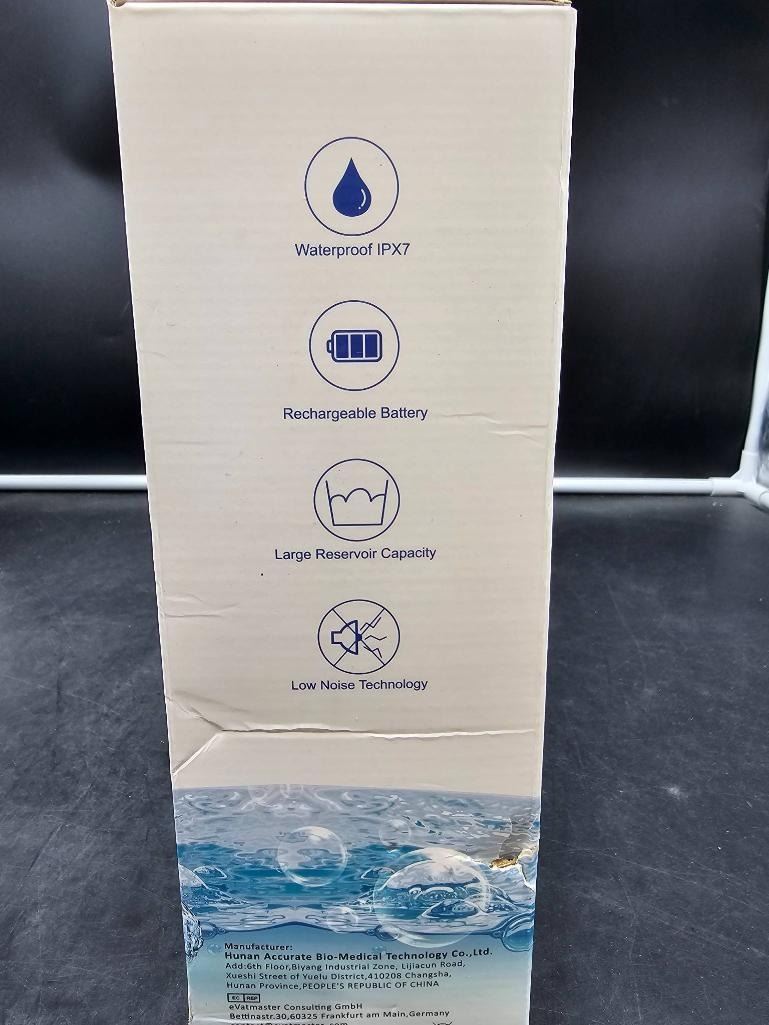 Waterproof IPX7
Rechargeable Battery
Large Reservoir Capacity
Low Noise Technology
Manufacturer:
Hunan Accurate Bio-Medical Technology Co.,Ltd.
Add:6th Floor,Biyang Industrial Zone, Lijiacun Road,
Xueshi Street of Yuelu District,410208 Changsha,
Hunan Province,PEOPLE'S REPUBLIC OF CHINA
EC REP
eVatmaster Consulting GmbH
Bettinastr.30,60325 Frankfurt am Main,Germany